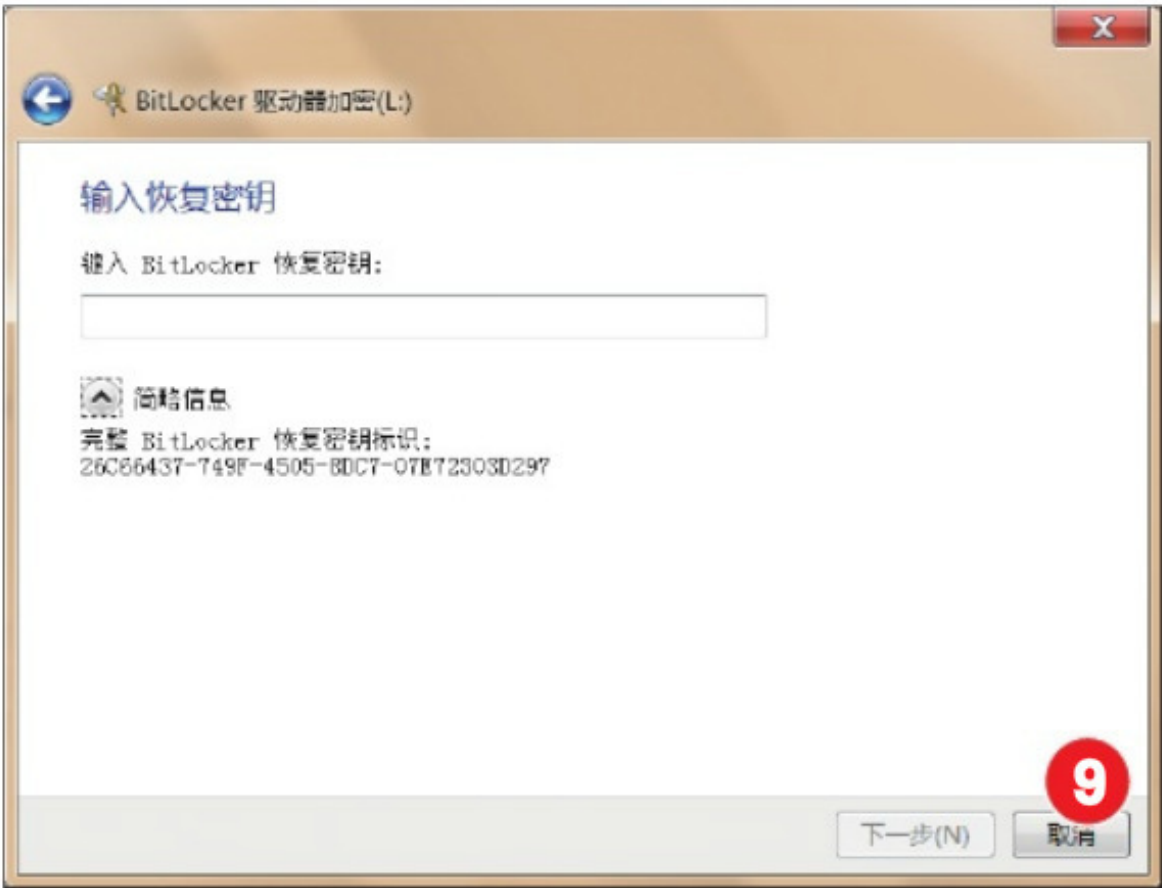 X
BitLocker 驱动器加密(L:)
输入恢复密钥
键入 BitLocker 恢复密钥:
简略信息
完整 BitLocker 恢复密钥标识:
26C66437-749F-4505-8DC7-07E72303D297
9
下一步(N)
取消